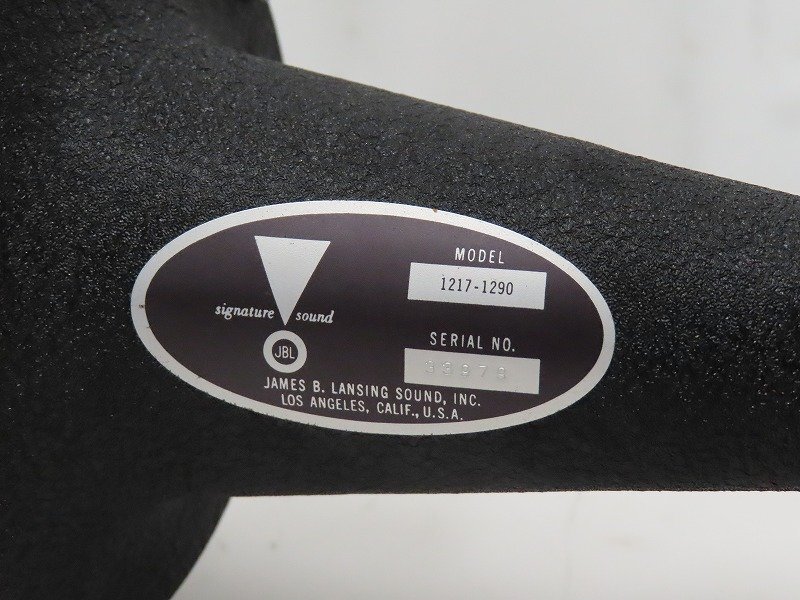 MODEL
1217-1290
signature sound
SERIAL NO.
JBL
JAMES B. LANSING SOUND, INC.
LOS ANGELES, CALIF., U.S.A.